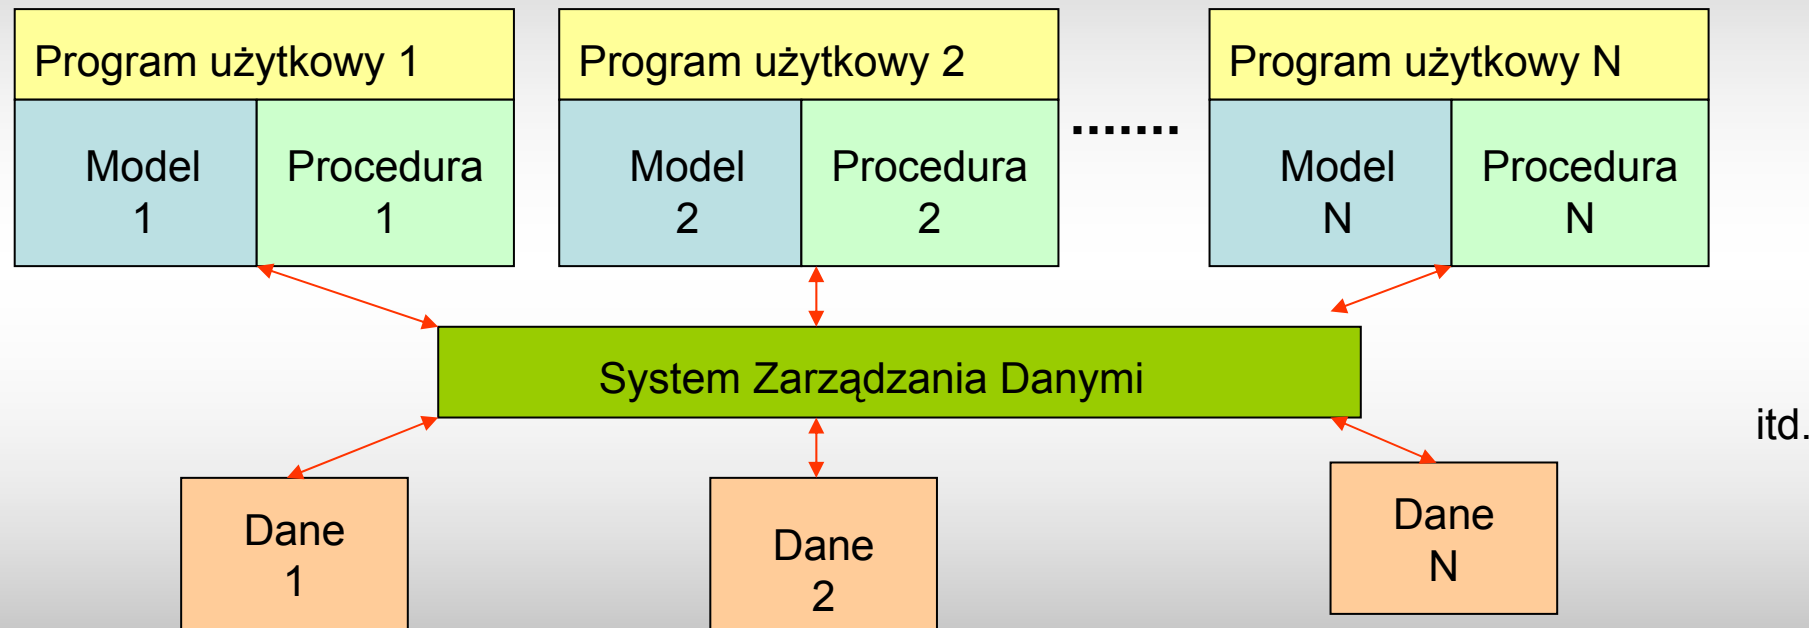 Program użytkowy 1
Model
1
Procedura
1
Program użytkowy 2
Model
2
Procedura
2
.......
Program użytkowy N
Model
N
Procedura
N
System Zarządzania Danymi
itd.
Dane
1
Dane
2
Dane
N